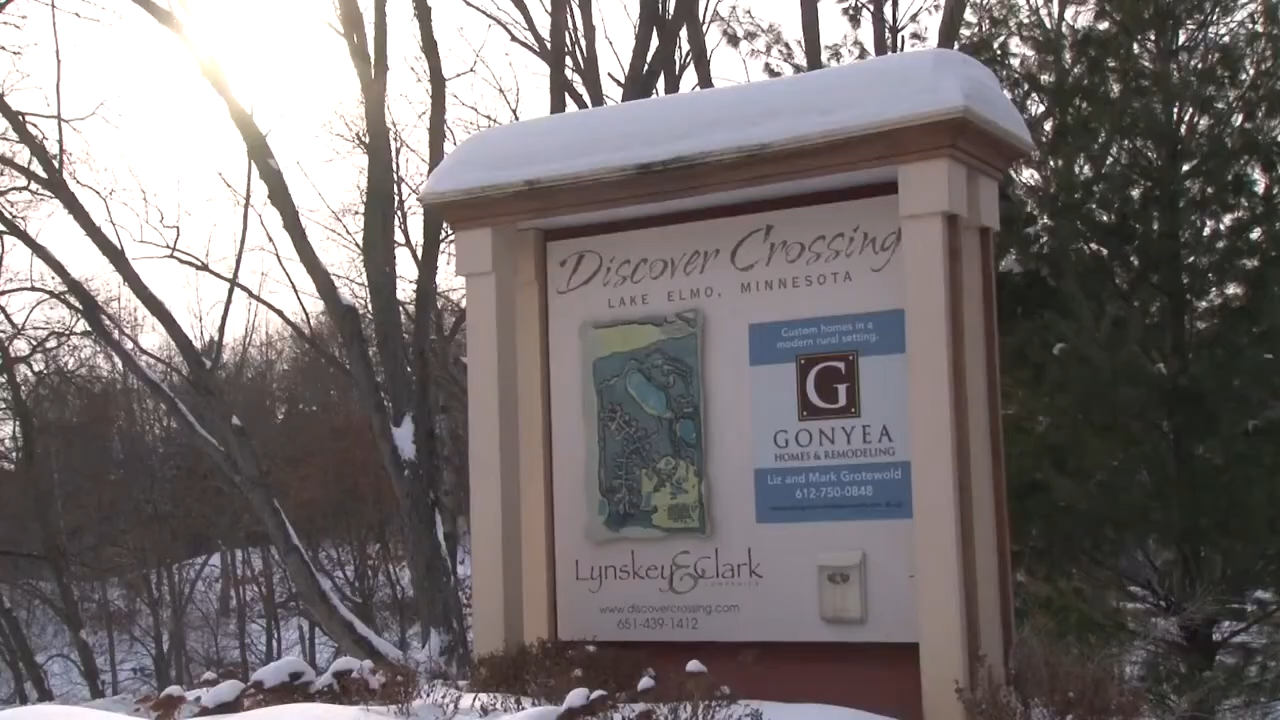 Discover Crossing
LAKE ELMO, MINNESOTA
Custom homes in a
modern rural setting.
G
GONYEA
HOMES & REMODELING
Liz and Mark Grotewold
612-750-0848
Lynskey & Clark
COMPANIES
www.discovercrossing.com
651-439-1412